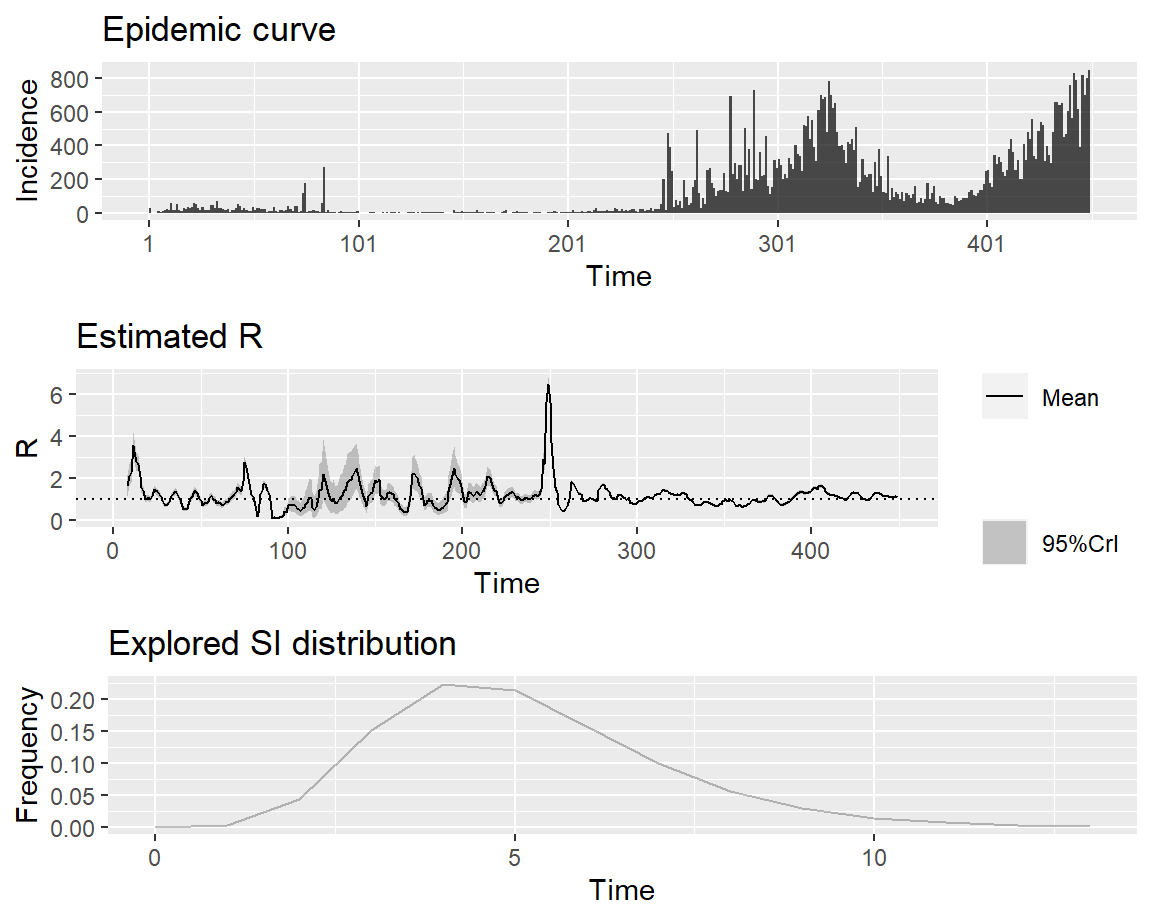 Epidemic curve
Incidence
800
600
400
200
0
1 101 201 301 401
Time
Estimated R
R
6
4
2
0
0 100 200 300 400
Time
Mean
95%CrI
Explored SI distribution
Frequency
0.20
0.15
0.10
0.05
0.00
0 5 10
Time